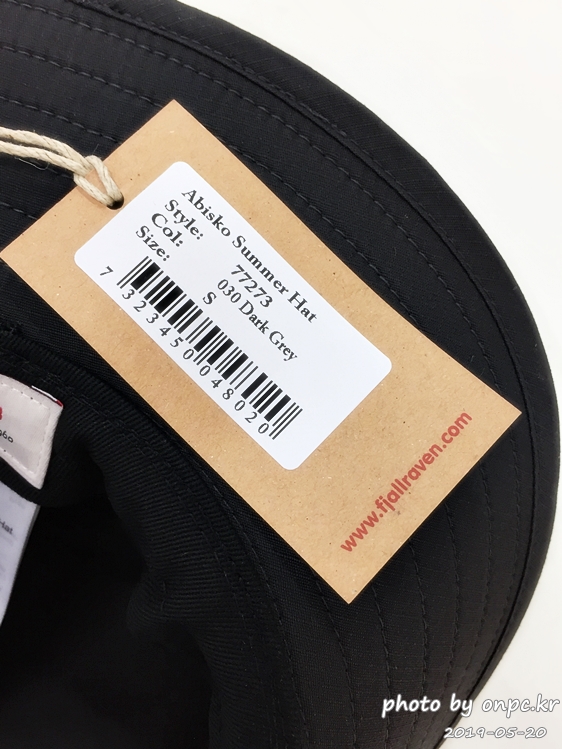 Abisko Summer Hat
Style: 77273
Col: 030 Dark Grey
Size: S
7 323450 048020
www.fjallraven.com
Hat
photo by onpc.kr
2019-05-20